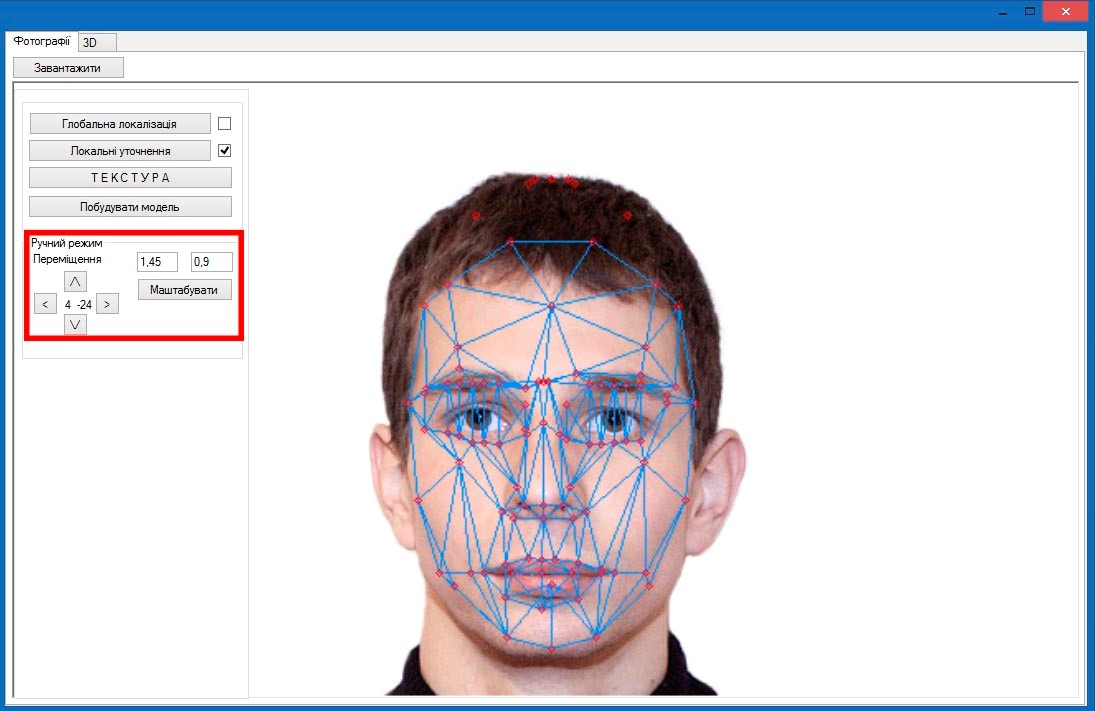 Фотографії 3D
Завантажити
Глобальна локалізація
Локальні уточнення
ТЕКСТУРА
Побудувати модель
Ручний режим
Переміщення 1,45 0,9
Маштабувати
< 4 -24 >